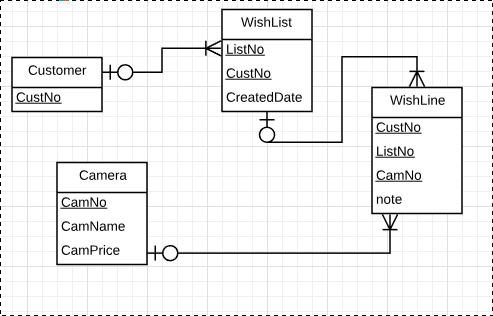 WishList
ListNo
CustNo
CreatedDate
Customer
CustNo
WishLine
CustNo
ListNo
CamNo
note
Camera
CamNo
CamName
CamPrice